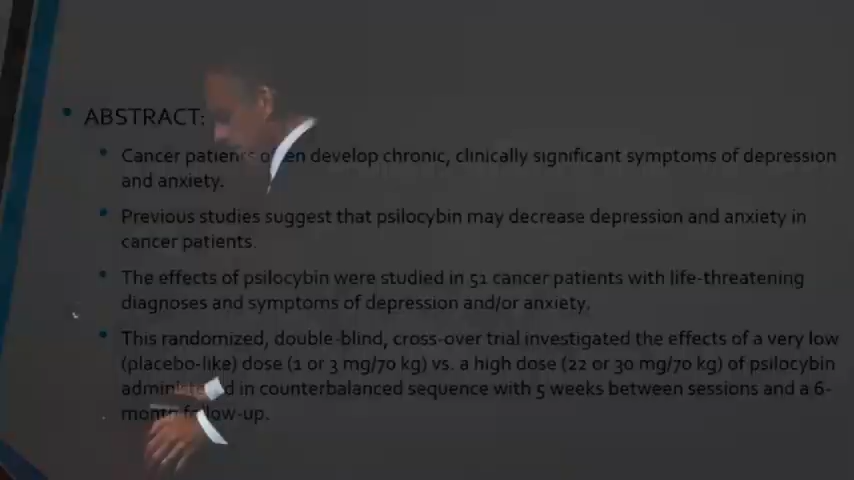 ABSTRACT:
Cancer patients often develop chronic, clinically significant symptoms of depression
and anxiety.
Previous studies suggest that psilocybin may decrease depression and anxiety in
cancer patients.
The effects of psilocybin were studied in 51 cancer patients with life-threatening
diagnoses and symptoms of depression and/or anxiety.
This randomized, double-blind, cross-over trial investigated the effects of a very low
(placebo-like) dose (1 or 3 mg/70 kg) vs. a high dose (22 or 30 mg/70 kg) of psilocybin
administered in counterbalanced sequence with 5 weeks between sessions and a 6-
month follow-up.